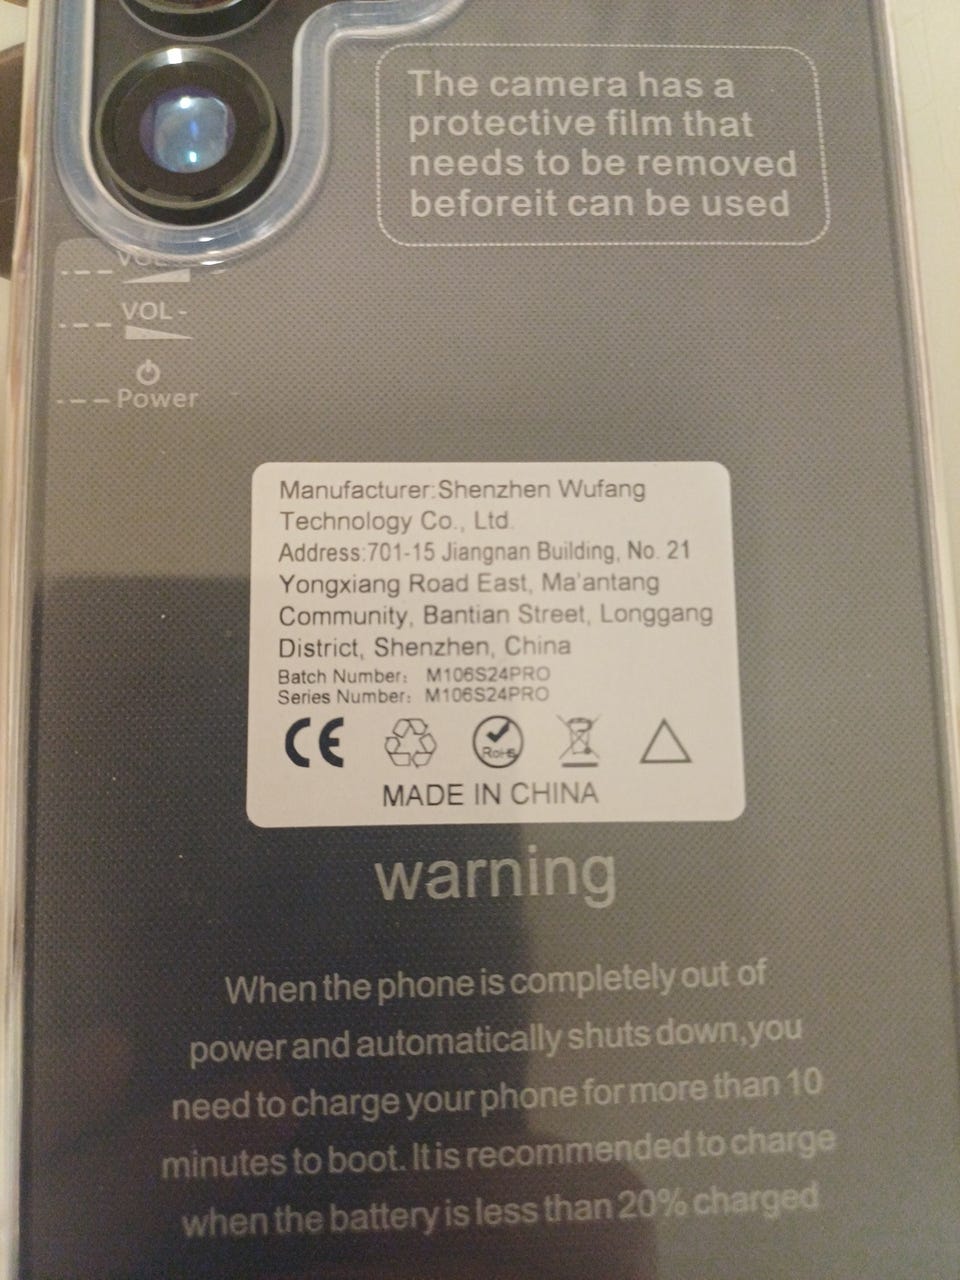 The camera has a
protective film that
needs to be removed
beforeit can be used
VOL
VOL -
Power
Manufacturer:Shenzhen Wufang
Technology Co., Ltd.
Address:701-15 Jiangnan Building, No. 21
Yongxiang Road East, Ma'antang
Community, Bantian Street, Longgang
District, Shenzhen, China
Batch Number: M106S24PRO
Series Number: M106S24PRO
CE
RoHS
MADE IN CHINA
warning
When the phone is completely out of
power and automatically shuts down,you
need to charge your phone for more than 10
minutes to boot. It is recommended to charge
when the battery is less than 20% charged